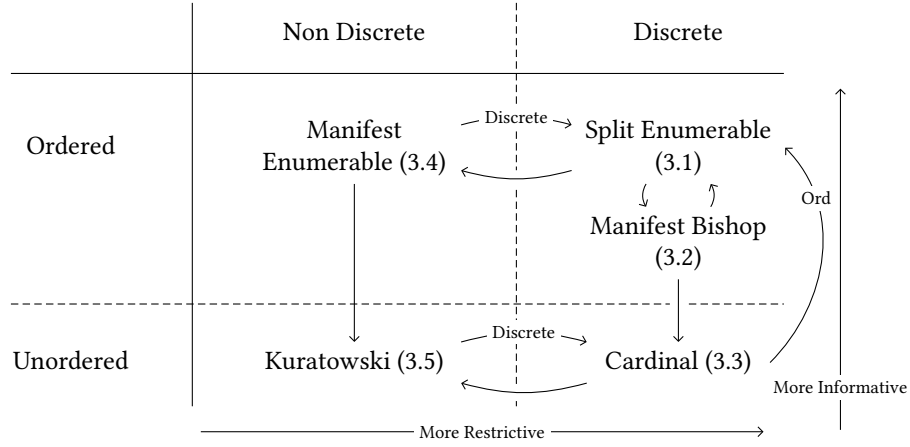 Non Discrete
Discrete
Ordered
Manifest
Enumerable (3.4)
Discrete
Split Enumerable
(3.1)
Manifest Bishop
(3.2)
Ord
Unordered
Kuratowski (3.5)
Discrete
Cardinal (3.3)
More Informative
More Restrictive